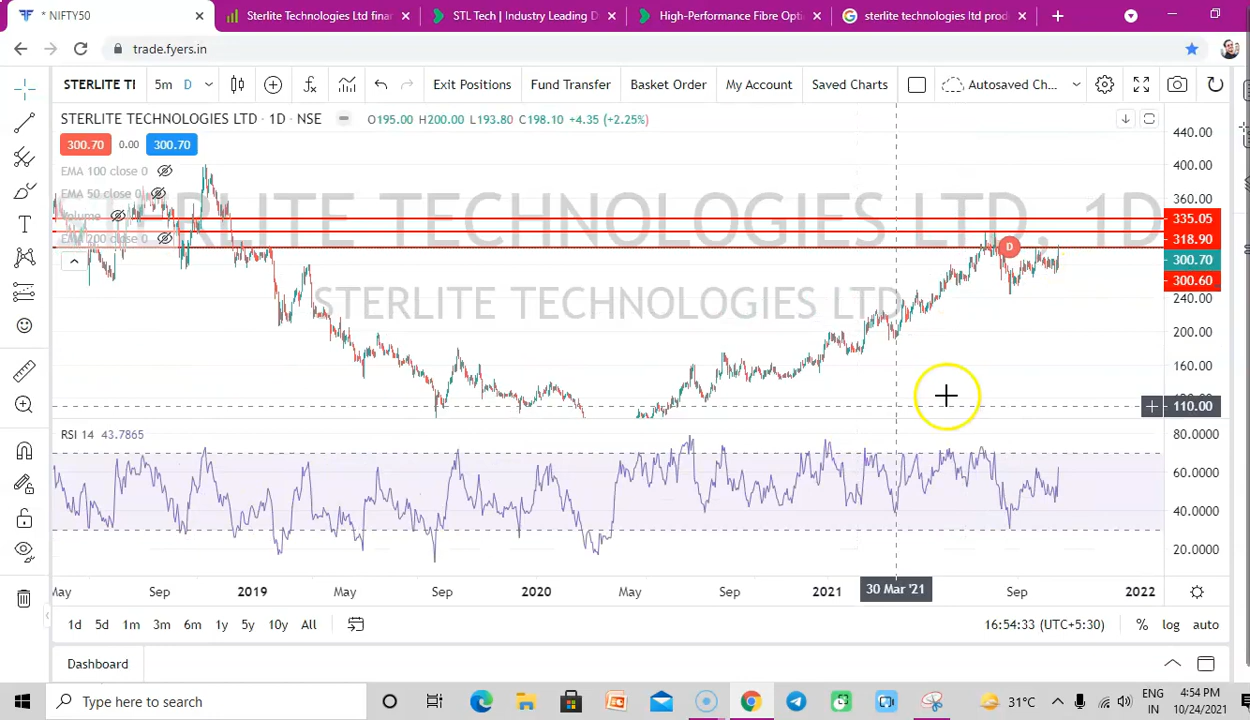 * NIFTY50
Sterlite Technologies Ltd finan
STL Tech | Industry Leading D
High-Performance Fibre Opti
sterlite technologies ltd prod
trade.fyers.in
STERLITE TI
5m
D
Exit Positions
Fund Transfer
Basket Order
My Account
Saved Charts
Autosaved Ch...
STERLITE TECHNOLOGIES LTD · 1D · NSE
O195.00 H200.00 L193.80 C198.10 +4.35 (+2.25%)
300.70
0.00
300.70
EMA 100 close 0
EMA 50 close 0
Volume
EMA 200 close 0
STERLITE TECHNOLOGIES LTD, 1D
STERLITE TECHNOLOGIES LTD
D
440.00
400.00
360.00
335.05
318.90
300.70
300.60
240.00
200.00
160.00
110.00
RSI 14 43.7865
80.0000
60.0000
40.0000
20.0000
May
Sep
2019
May
Sep
2020
May
Sep
2021
30 Mar '21
Sep
2022
1d
5d
1m
3m
6m
1y
5y
10y
All
16:54:33 (UTC+5:30)
%
log
auto
Dashboard
Type here to search
31°C
ENG
IN
4:54 PM
10/24/2021